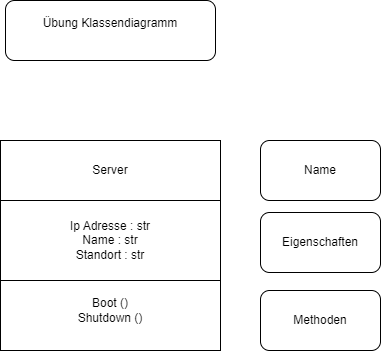 Übung Klassendiagramm
Server
Name
Ip Adresse : str
Name : str
Standort : str
Eigenschaften
Boot ()
Shutdown ()
Methoden